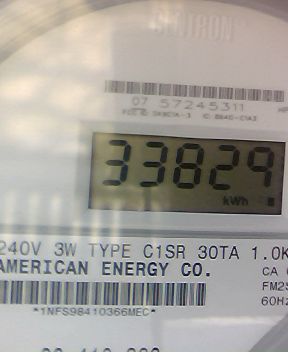 07 57245311
33829
kWh
240V 3W TYPE C1SR 30TA 1.0K
AMERICAN ENERGY CO.
CA
FM2S
60Hz
*1NFS98410366MEC*